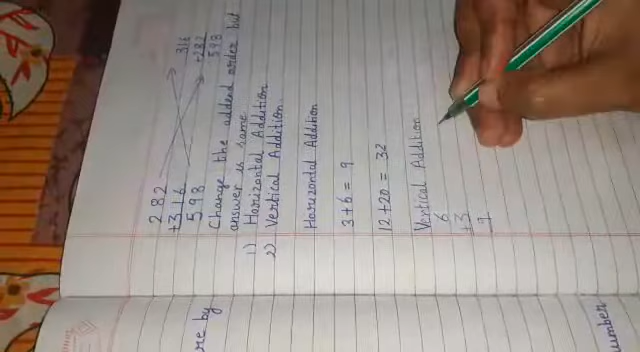 282 316
+316 +282
598 598
Change the addend order but
answer is same
1) Horizontal Addition
2) Vertical Addition.
Horizontal Addition
3+6 = 9
12+20 = 32
Vertical Addition
6
+3
9
re by
number